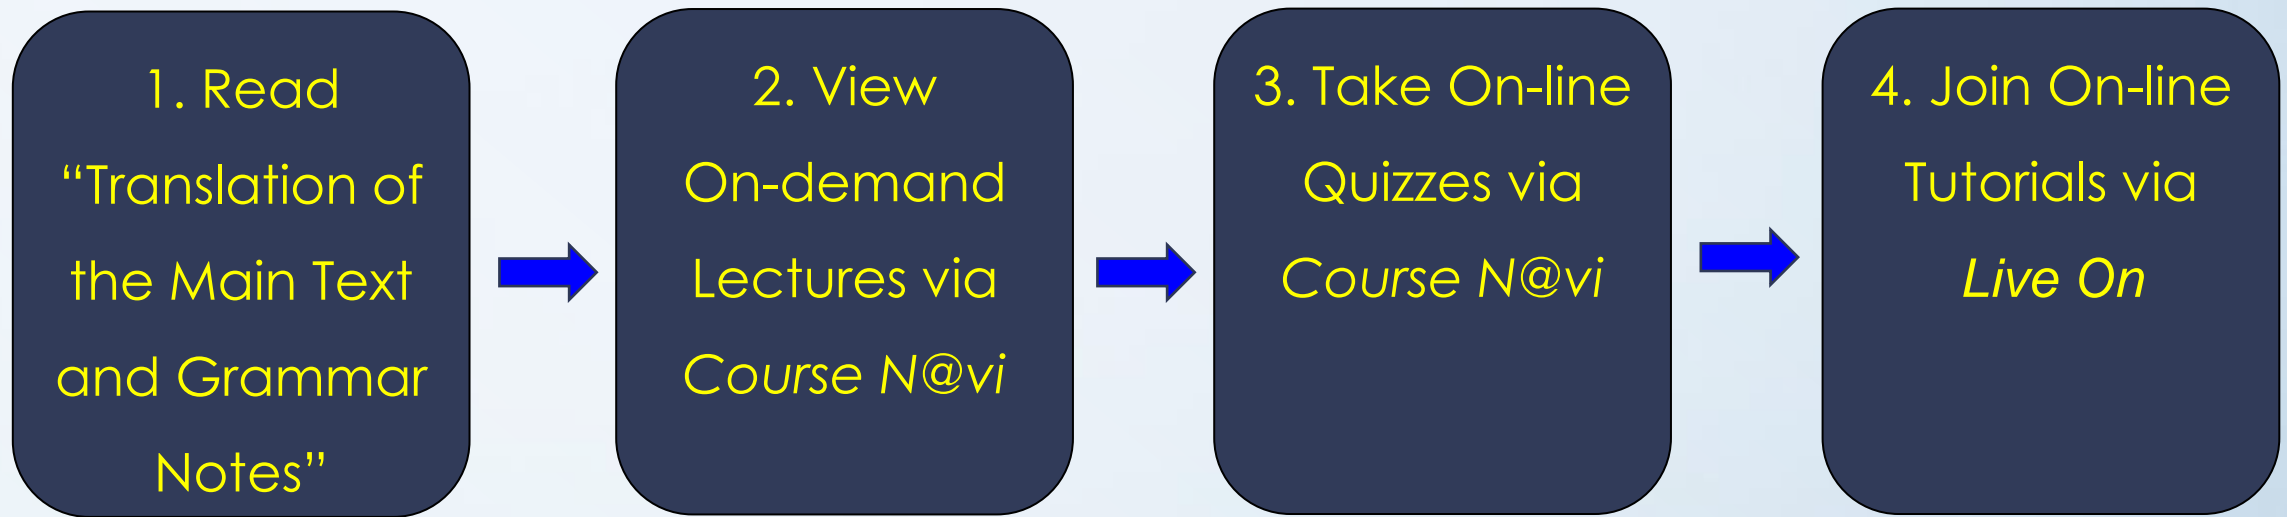 1. Read
“Translation of
the Main Text
and Grammar
Notes”
2. View
On-demand
Lectures via
Course N@vi
3. Take On-line
Quizzes via
Course N@vi
4. Join On-line
Tutorials via
Live On